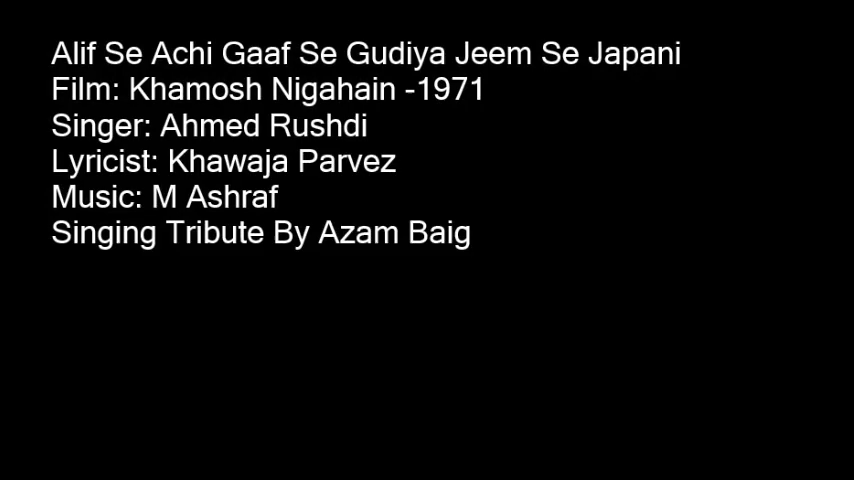 Alif Se Achi Gaaf Se Gudiya Jeem Se Japani
Film: Khamosh Nigahain -1971
Singer: Ahmed Rushdi
Lyricist: Khawaja Parvez
Music: M Ashraf
Singing Tribute By Azam Baig